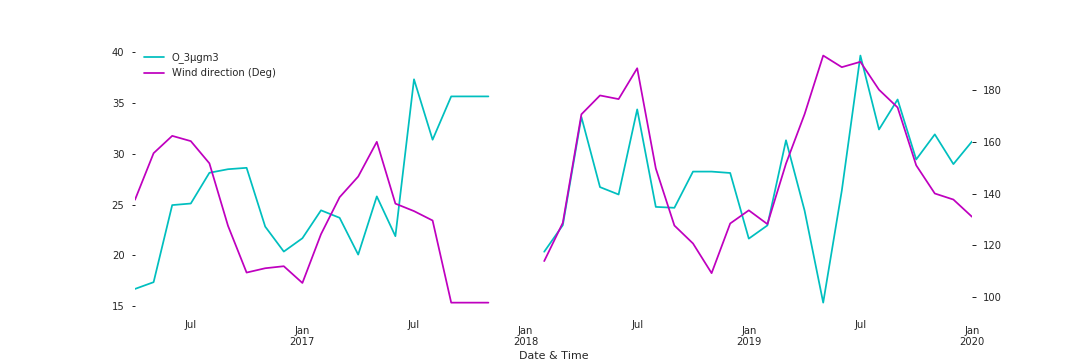 O_3µgm3
Wind direction (Deg)
40
35
30
25
20
15
180
160
140
120
100
Jul
Jan
2017
Jul
Jan
2018
Jul
Jan
2019
Jul
Jan
2020
Date & Time